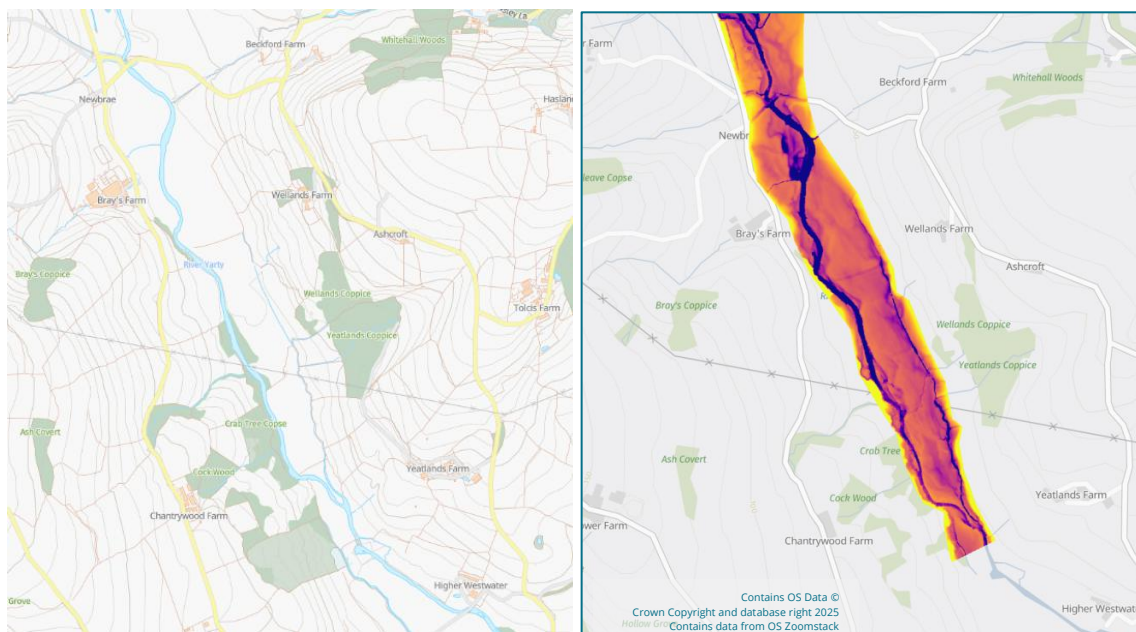 Whitehall Woods
Beckford Farm
Newbrae
Wellands Farm
Bray's Farm
Ashcroft
River Yarty
Bray's Coppice
Wellands Coppice
Tolcis Farm
Yeatlands Coppice
Crab Tree Copse
Ash Covert
Yeatlands Farm
Cock Wood
Chantrywood Farm
Higher Westwater
Grove
Farm
Beckford Farm
Whitehall Woods
Newbr
Wellands Farm
Bray's Farm
Ashcroft
Bray's Coppice
Wellands Coppice
Yeatlands Coppice
Crab Tree
Ash Covert
Cock Wood
Yeatlands Farm
Chantrywood Farm
Contains OS Data ©
Crown Copyright and database right 2025
Contains data from OS Zoomstack